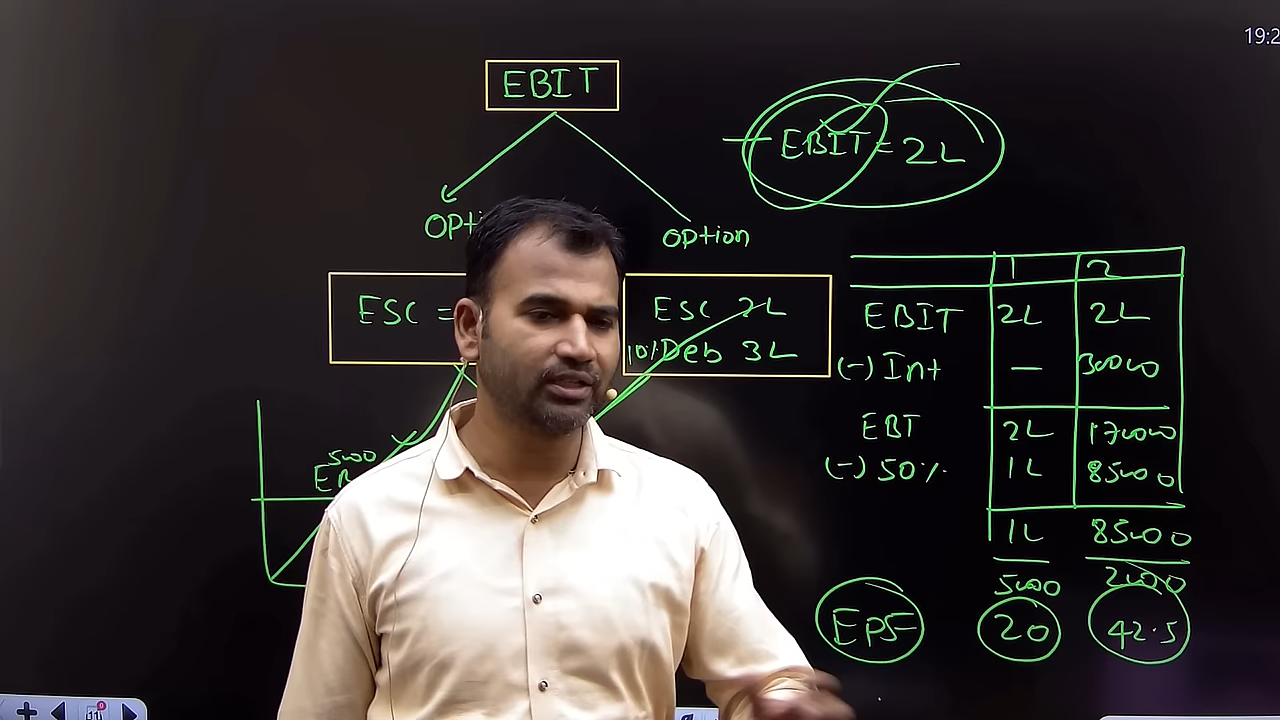 19:2
EBIT
EBIT = 2L
option
ESC =
ESC 2L
10% Deb 3L
5000
1 2
EBIT 2L 2L
(-) Int — 30000
EBT 2L 170000
(-) 50% 1L 85000
1L 85000
5000 2000
EPS 20 42.5